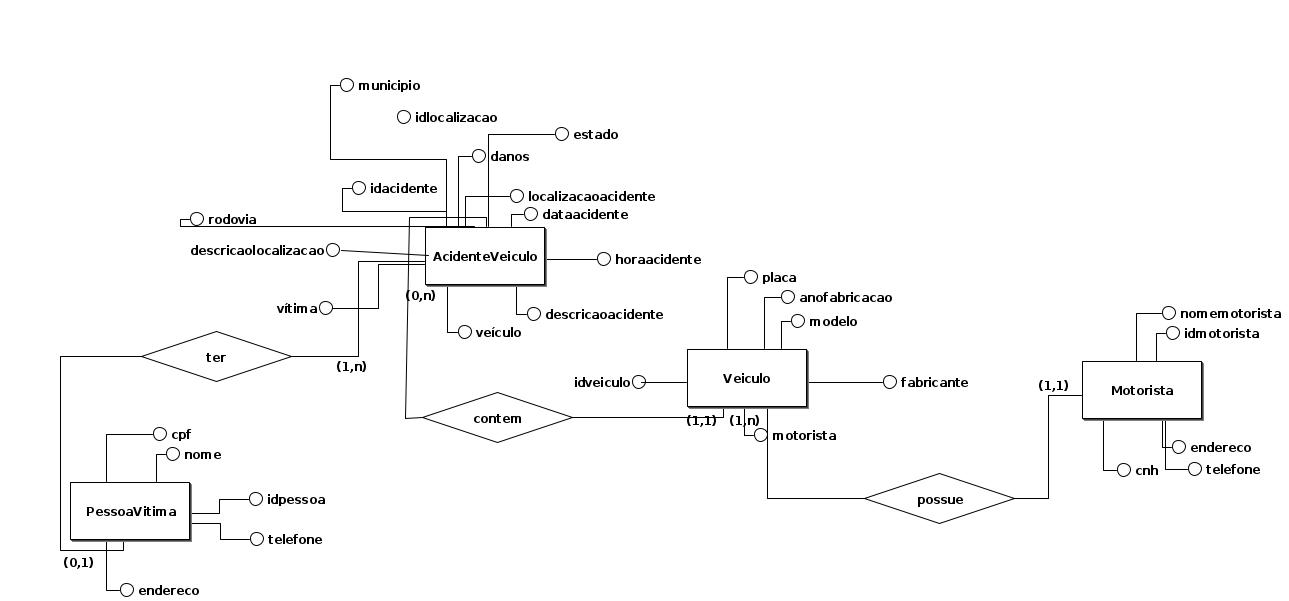 municipio
idlocalizacao
estado
danos
idacidente
localizacaoacidente
dataacidente
rodovia
descricaolocalizacao
AcidenteVeiculo
horaacidente
(0,n)
vítima
descricaoacidente
veículo
placa
anofabricacao
modelo
nomemotorista
idmotorista
ter
(1,n)
idveiculo
Veiculo
fabricante
(1,1)
Motorista
contem
(1,1)
(1,n)
motorista
cpf
nome
endereco
cnh
telefone
PessoaVitima
idpessoa
possue
telefone
(0,1)
endereco